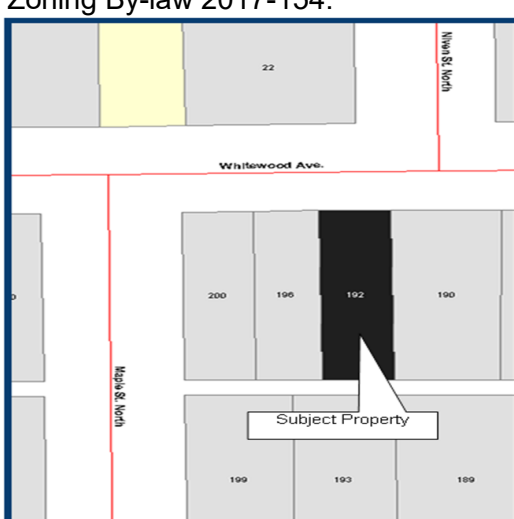 Zoning By-law 2017-154.
22
Niven St. North
Whitewood Ave.
200
196
192
190
Maple St. North
Subject Property
199
193
189